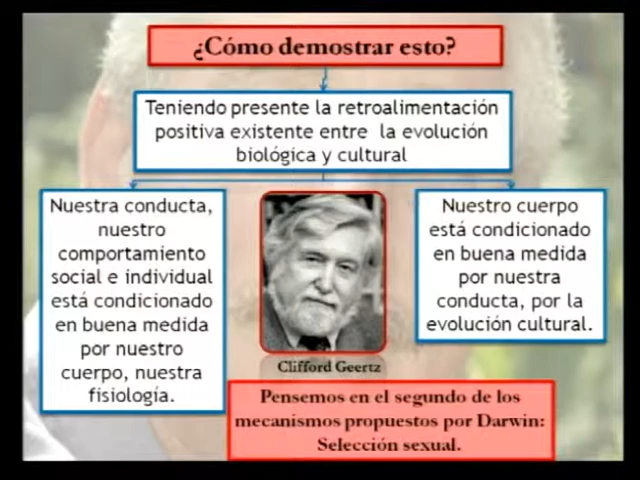 ¿Cómo demostrar esto?
Teniendo presente la retroalimentación
positiva existente entre la evolución
biológica y cultural
Nuestra conducta,
nuestro
comportamiento
social e individual
está condicionado
en buena medida
por nuestro
cuerpo, nuestra
fisiología.
Clifford Geertz
Nuestro cuerpo
está condicionado
en buena medida
por nuestra
conducta, por la
evolución cultural.
Pensemos en el segundo de los
mecanismos propuestos por Darwin:
Selección sexual.